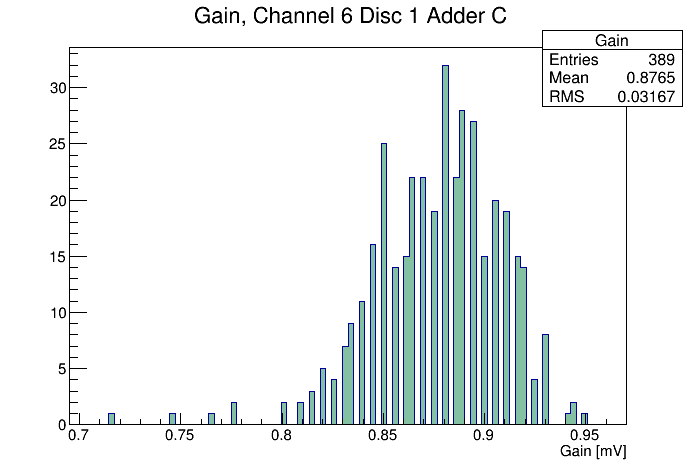 Gain, Channel 6 Disc 1 Adder C
Gain
Entries 389
Mean 0.8765
RMS 0.03167
30
25
20
15
10
5
0
0.7 0.75 0.8 0.85 0.9 0.95
Gain [mV]